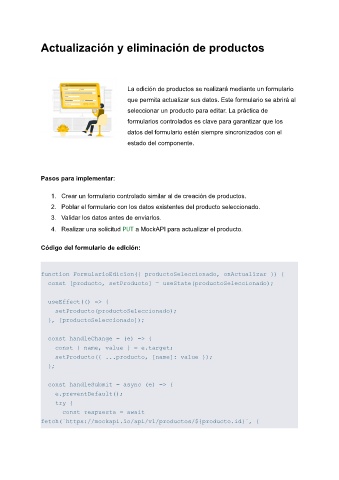 Actualización y eliminación de productos
La edición de productos se realizará mediante un formulario
que permita actualizar sus datos. Este formulario se abrirá al
seleccionar un producto para editar. La práctica de
formularios controlados es clave para garantizar que los
datos del formulario estén siempre sincronizados con el
estado del componente.
Pasos para implementar:
1. Crear un formulario controlado similar al de creación de productos.
2. Poblar el formulario con los datos existentes del producto seleccionado.
3. Validar los datos antes de enviarlos.
4. Realizar una solicitud PUT a MockAPI para actualizar el producto.
Código del formulario de edición:
function FormularioEdicion({ productoSeleccionado, onActualizar }) {
const [producto, setProducto] = useState(productoSeleccionado);
useEffect(() => {
setProducto(productoSeleccionado);
}, [productoSeleccionado]);
const handleChange = (e) => {
const { name, value } = e.target;
setProducto({ ...producto, [name]: value });
};
const handleSubmit = async (e) => {
e.preventDefault();
try {
const respuesta = await
fetch(`https://mockapi.io/api/v1/productos/${producto.id}`, {